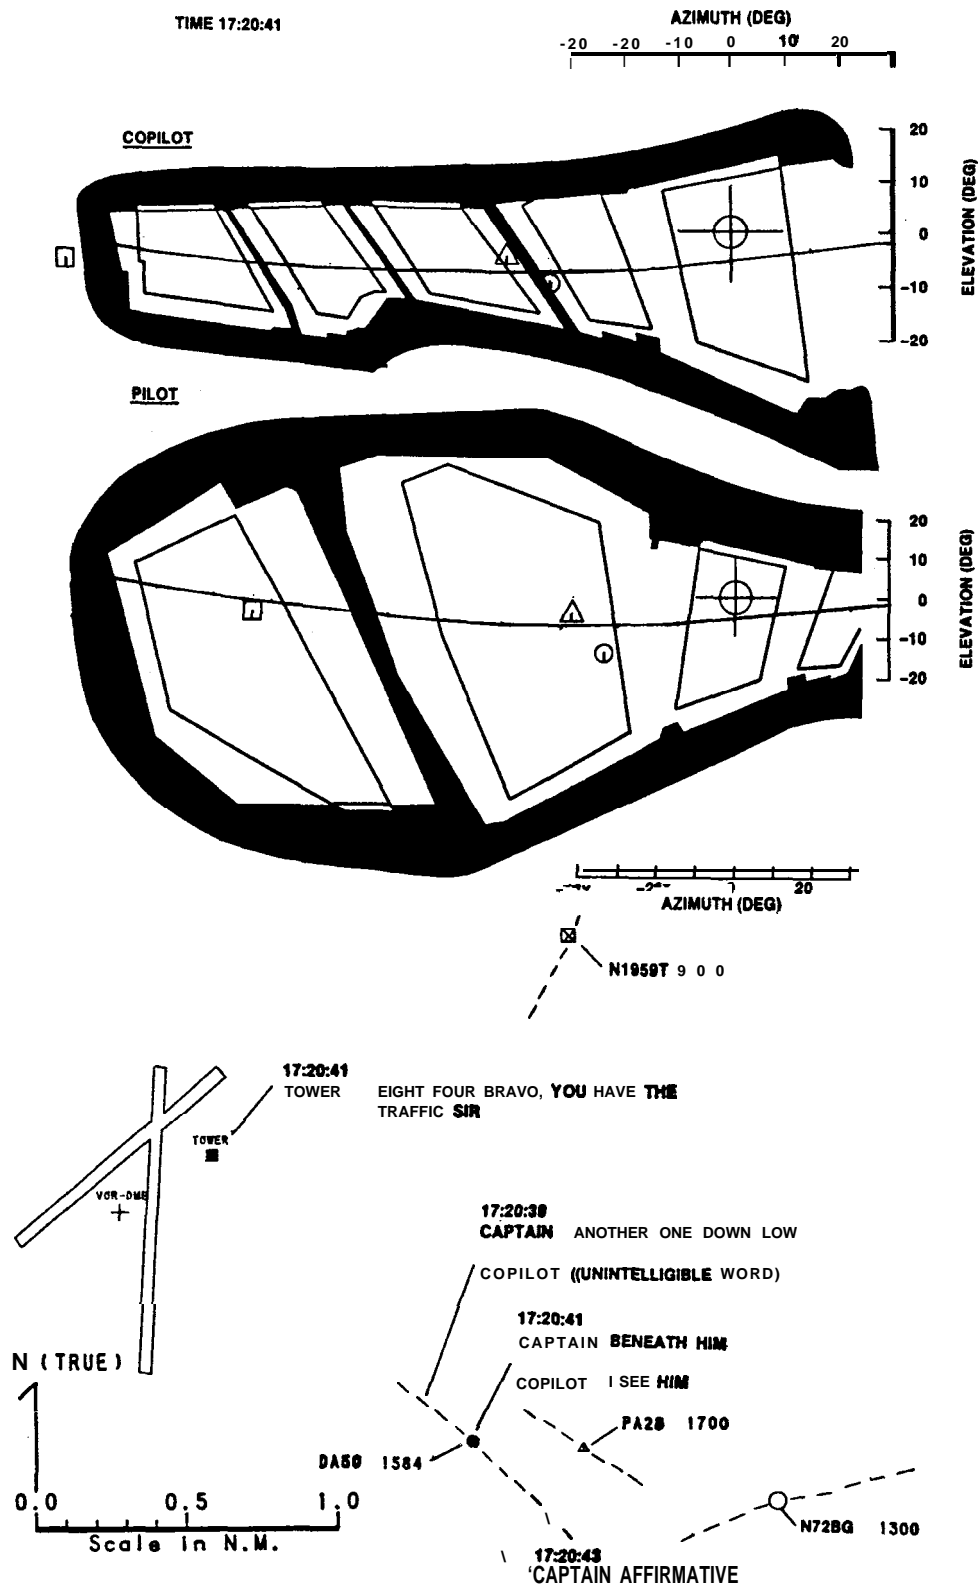 TIME 17:20:41
AZIMUTH (DEG)
-20 -20 -10 0 10 20
COPILOT
20
10
0
-10
-20
ELEVATION (DEG)
PILOT
20
10
0
-10
-20
ELEVATION (DEG)
20
AZIMUTH (DEG)
N1959T 900
17:20:41
TOWER EIGHT FOUR BRAVO, YOU HAVE THE
TRAFFIC SIR
TOWER
VOR-DME
17:20:39
CAPTAIN ANOTHER ONE DOWN LOW
COPILOT ((UNINTELLIGIBLE WORD)
17:20:41
CAPTAIN BENEATH HIM
COPILOT I SEE HIM
N (TRUE)
PA28 1700
DA50 1584
0.0 0.5 1.0
Scale in N.M.
N72BG 1300
17:20:43
'CAPTAIN AFFIRMATIVE